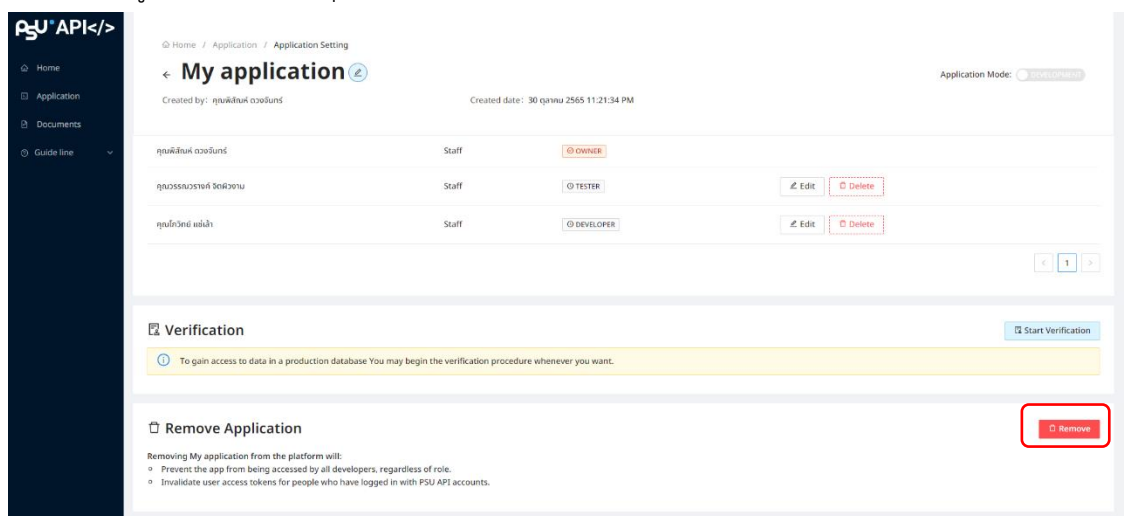 PSU API</>
Home
Application
Documents
Guide line
Home / Application / Application Setting
My application
Application Mode: DEVELOPMENT
Created by: คุณพิสัณห์ ดวงจันทร์
Created date: 30 ตุลาคม 2565 11:21:34 PM
คุณพิสัณห์ ดวงจันทร์ Staff OWNER
คุณวรรณวรางค์ จิตผิวงาม Staff TESTER Edit Delete
คุณโกวิทย์ แซ่เล้า Staff DEVELOPER Edit Delete
< 1 >
Verification
Start Verification
To gain access to data in a production database You may begin the verification procedure whenever you want.
Remove Application
Remove
Removing My application from the platform will:
Prevent the app from being accessed by all developers, regardless of role.
Invalidate user access tokens for people who have logged in with PSU API accounts.